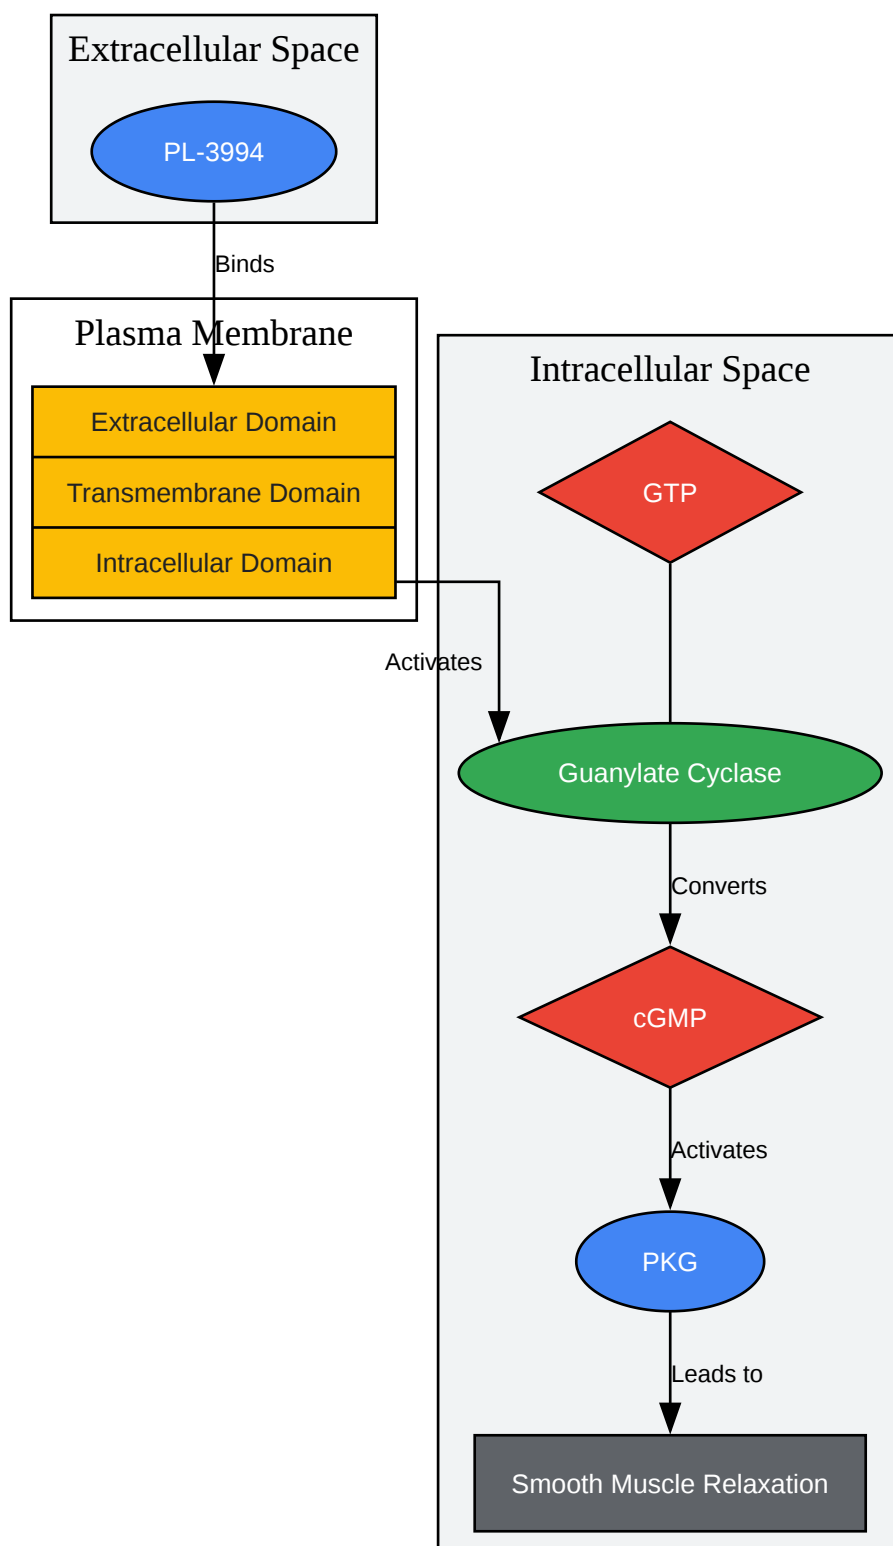 Extracellular Space
PL-3994
Binds
Plasma Membrane
Extracellular Domain
Transmembrane Domain
Intracellular Domain
Activates
Intracellular Space
GTP
Guanylate Cyclase
Converts
cGMP
Activates
PKG
Leads to
Smooth Muscle Relaxation